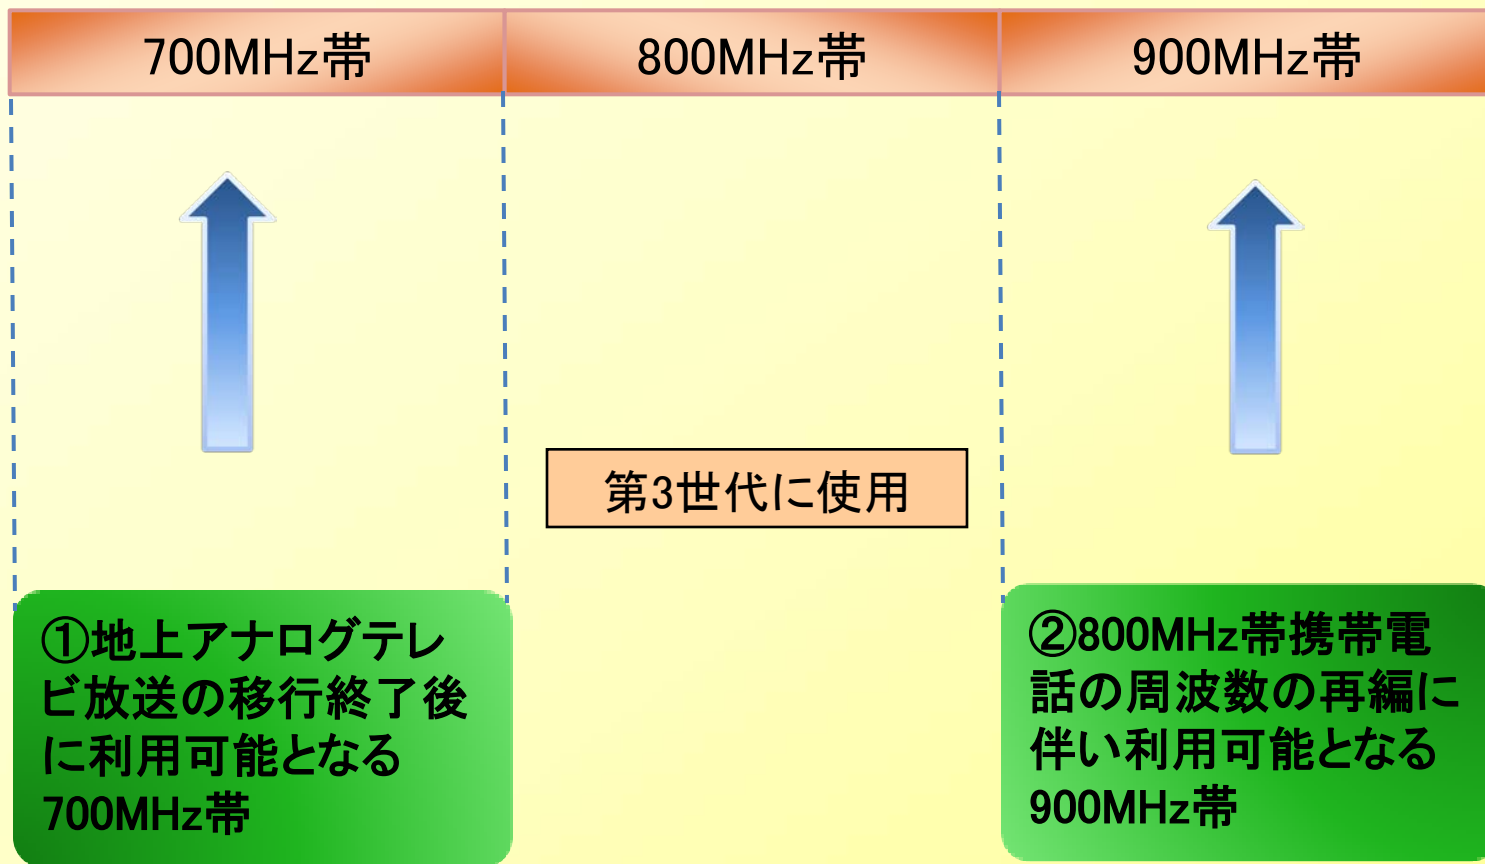 700MHz帯
800MHz帯
900MHz帯
第3世代に使用
①地上アナログテレ
ビ放送の移行終了後
に利用可能となる
700MHz帯
②800MHz帯携帯電
話の周波数の再編に
伴い利用可能となる
900MHz帯